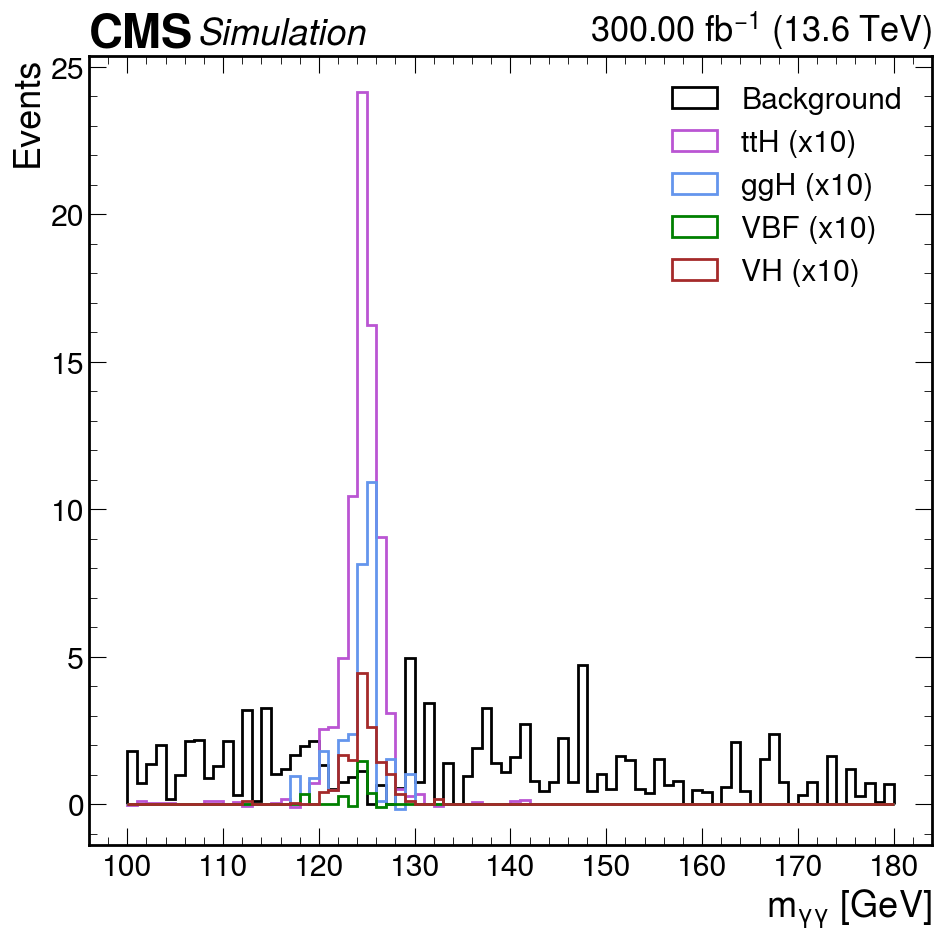 CMS Simulation 300.00 fb⁻¹ (13.6 TeV)
Events
25
20
15
10
5
0
Background
ttH (x10)
ggH (x10)
VBF (x10)
VH (x10)
100 110 120 130 140 150 160 170 180
mγγ [GeV]